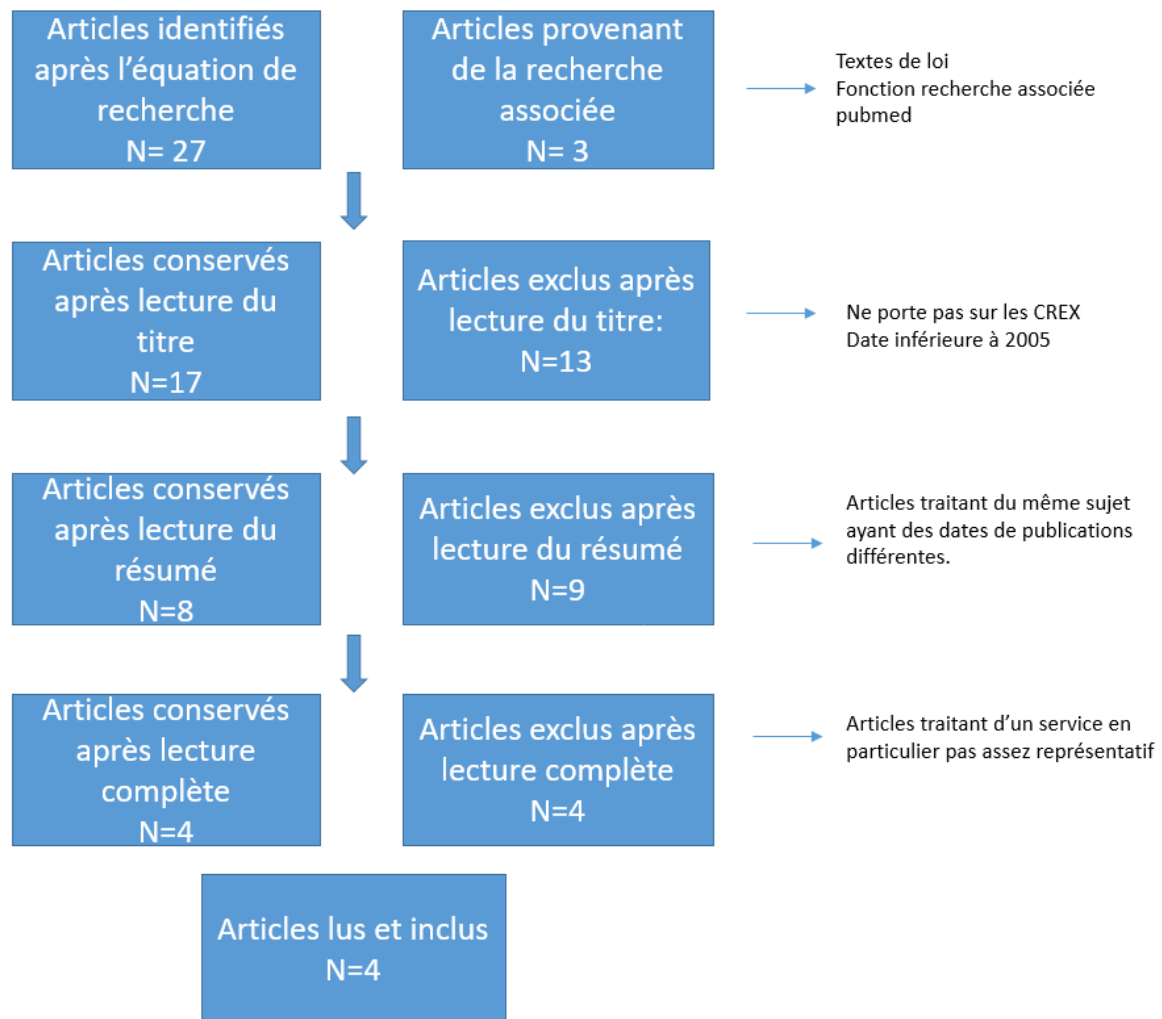 Articles identifiés
après l'équation de
recherche
N= 27
Articles provenant
de la recherche
associée
N= 3
Textes de loi
Fonction recherche associée
pubmed
Articles conservés
après lecture du
titre
N=17
Articles exclus après
lecture du titre:
N=13
Ne porte pas sur les CREX
Date inférieure à 2005
Articles conservés
après lecture du
résumé
N=8
Articles exclus après
lecture du résumé
N=9
Articles traitant du même sujet
ayant des dates de publications
différentes.
Articles conservés
après lecture
complète
N=4
Articles exclus après
lecture complète
N=4
Articles traitant d'un service en
particulier pas assez représentatif
Articles lus et inclus
N=4